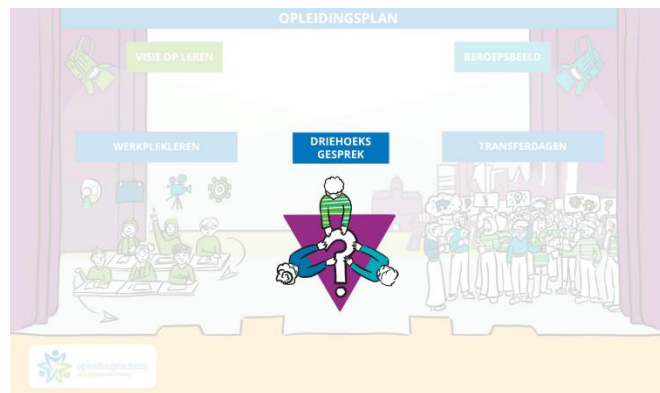 OPLEIDINGSPLAN
VISIE OP LEREN
BEROEPSBEELD
WERKPLEKLEREN
DRIEHOEKS
GESPREK
TRANSFERDAGEN
?
opleidingsschool